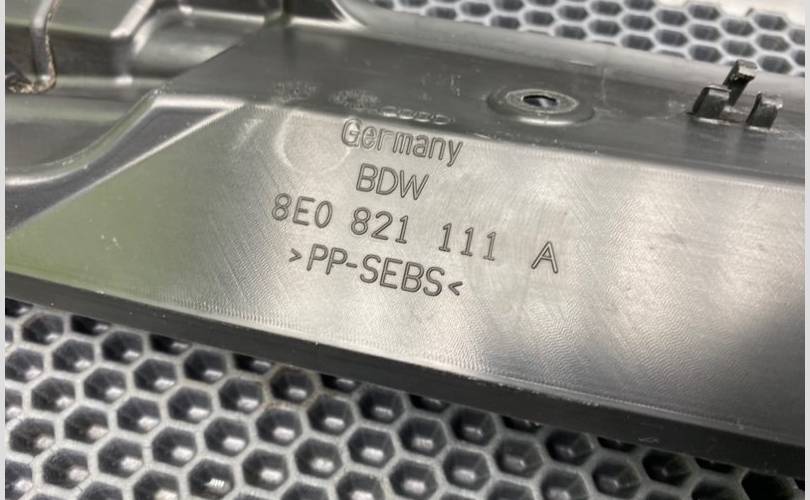 Germany
BDW
8E0 821 111 A
>PP-SEBS<